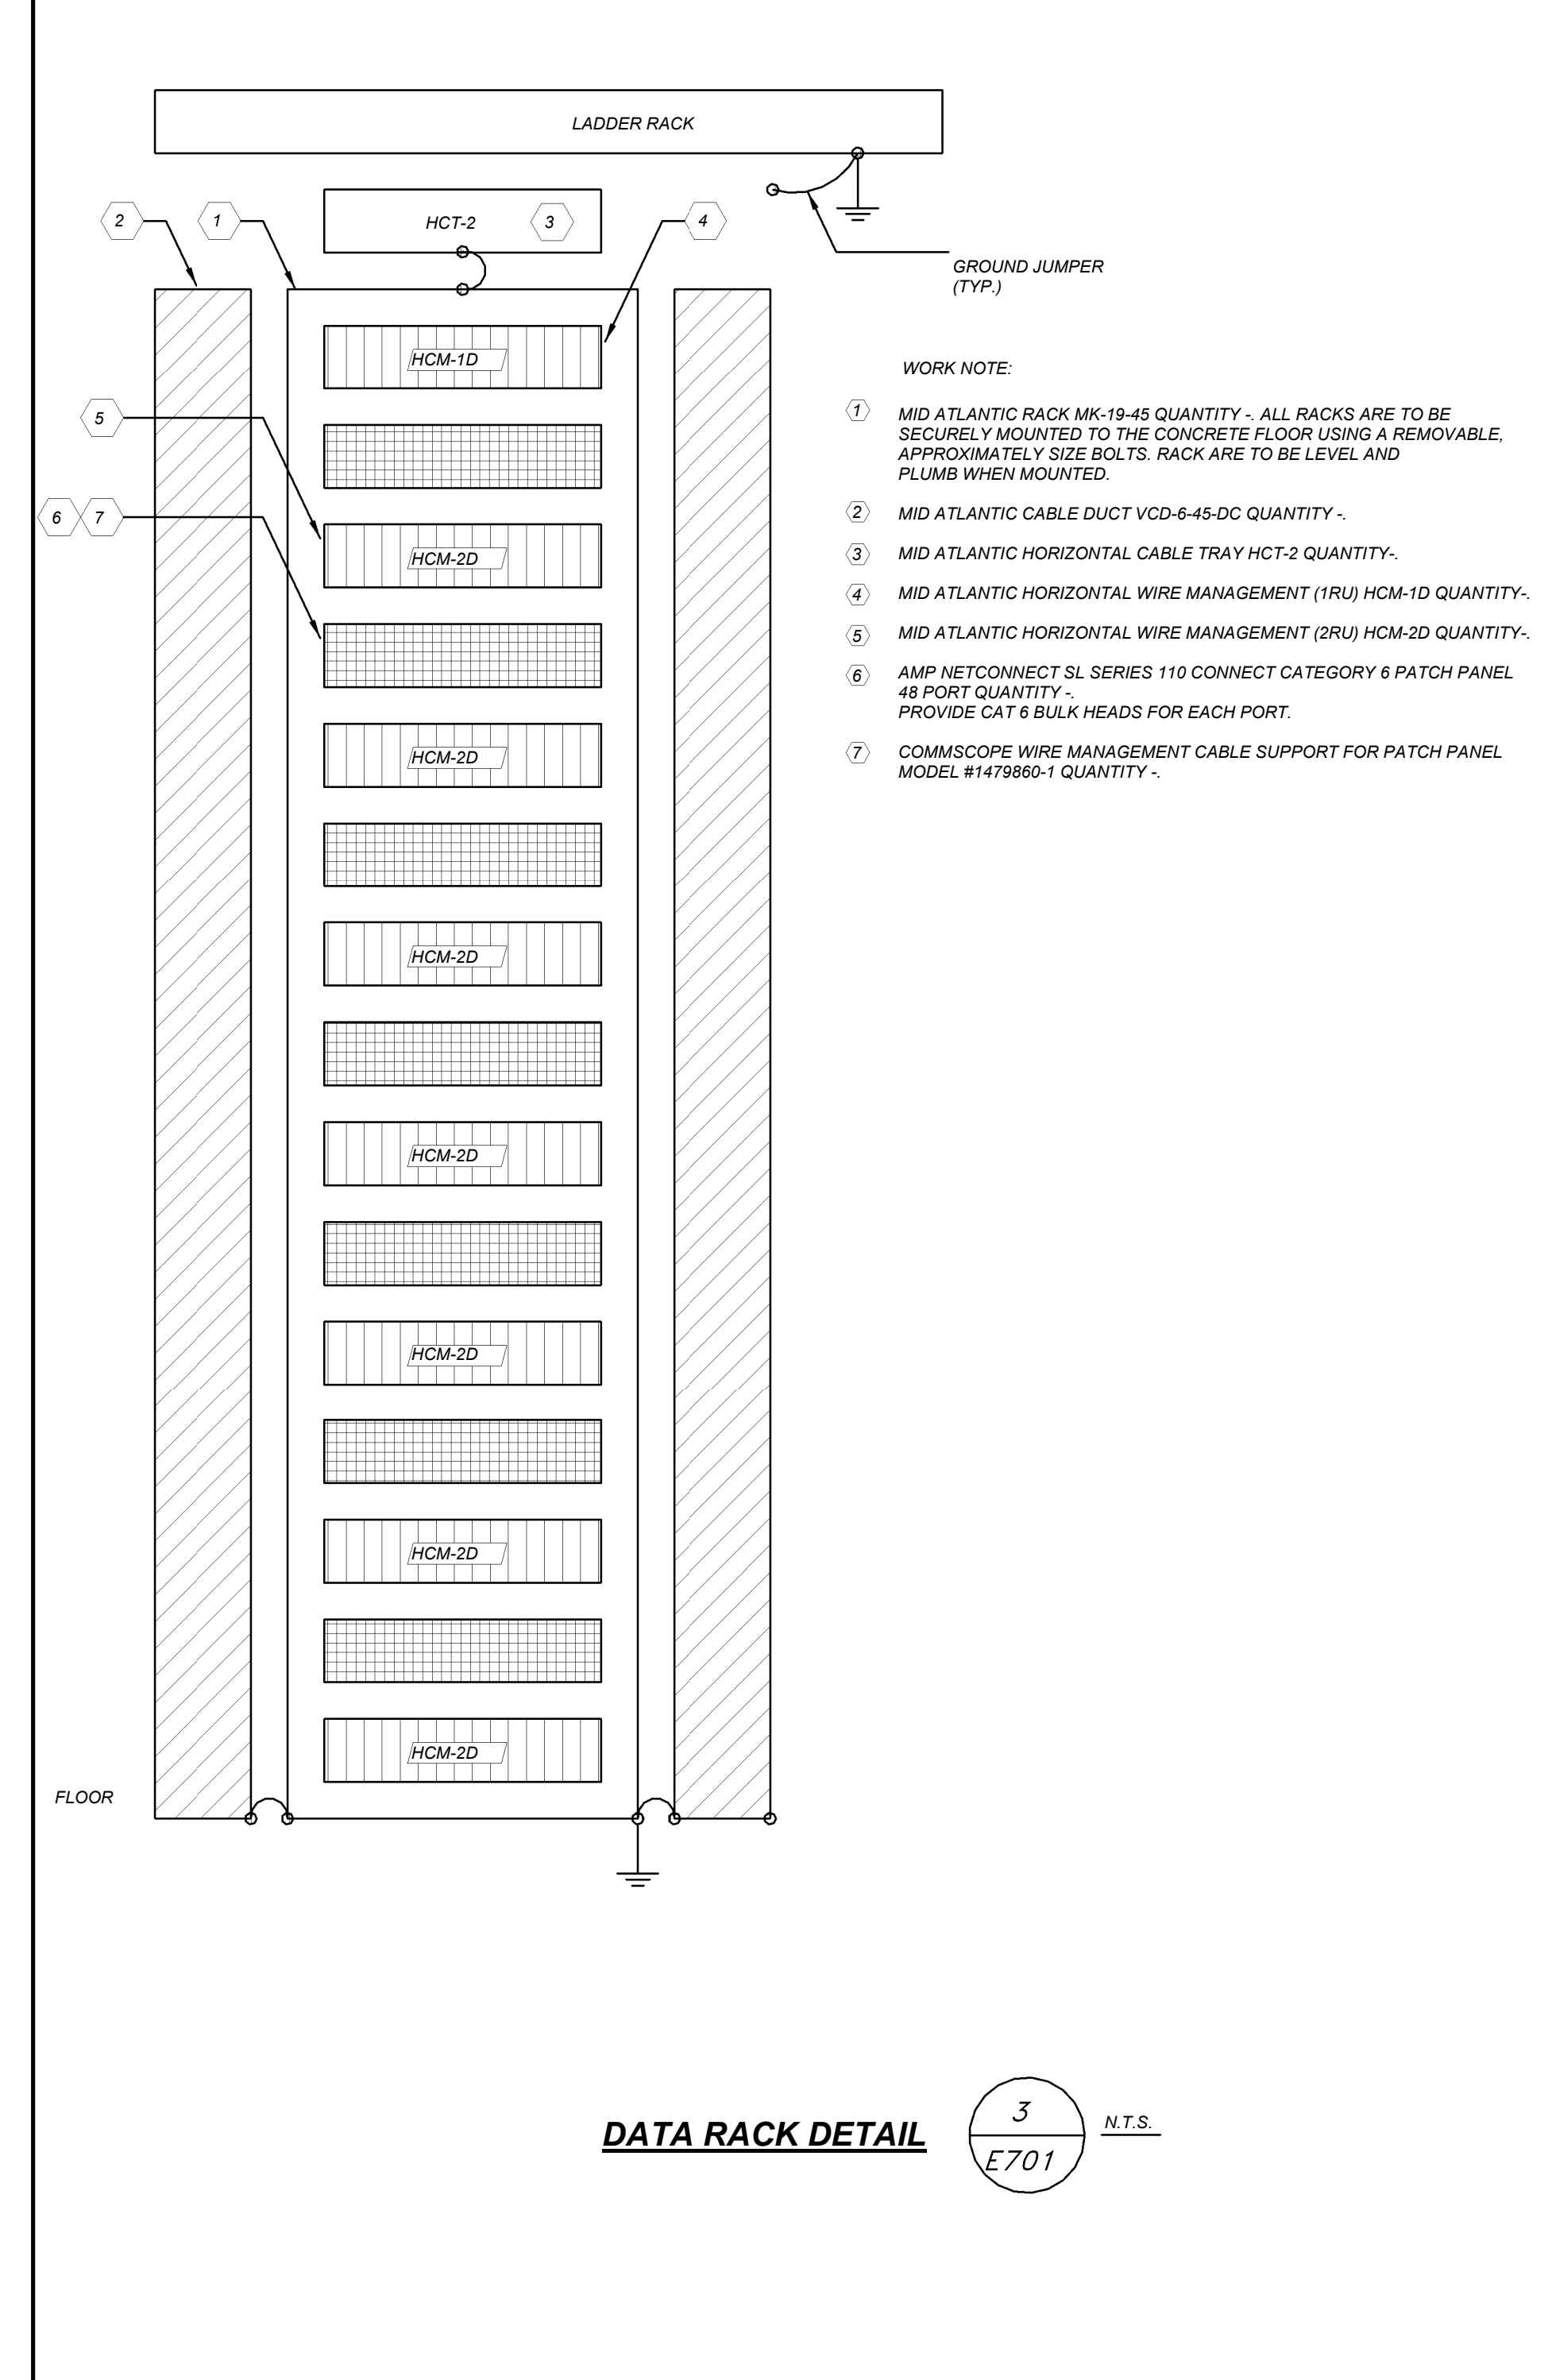 LADDER RACK
2
1
HCT-2
3
4
GROUND JUMPER
(TYP.)
HCM-1D
5
6
7
HCM-2D
HCM-2D
HCM-2D
HCM-2D
HCM-2D
HCM-2D
HCM-2D
FLOOR
WORK NOTE:
1 MID ATLANTIC RACK MK-19-45 QUANTITY -. ALL RACKS ARE TO BE
SECURELY MOUNTED TO THE CONCRETE FLOOR USING A REMOVABLE,
APPROXIMATELY SIZE BOLTS. RACK ARE TO BE LEVEL AND
PLUMB WHEN MOUNTED.
2 MID ATLANTIC CABLE DUCT VCD-6-45-DC QUANTITY -.
3 MID ATLANTIC HORIZONTAL CABLE TRAY HCT-2 QUANTITY-.
4 MID ATLANTIC HORIZONTAL WIRE MANAGEMENT (1RU) HCM-1D QUANTITY-.
5 MID ATLANTIC HORIZONTAL WIRE MANAGEMENT (2RU) HCM-2D QUANTITY-.
6 AMP NETCONNECT SL SERIES 110 CONNECT CATEGORY 6 PATCH PANEL
48 PORT QUANTITY -.
PROVIDE CAT 6 BULK HEADS FOR EACH PORT.
7 COMMSCOPE WIRE MANAGEMENT CABLE SUPPORT FOR PATCH PANEL
MODEL #1479860-1 QUANTITY -.
DATA RACK DETAIL
3
E701
N.T.S.